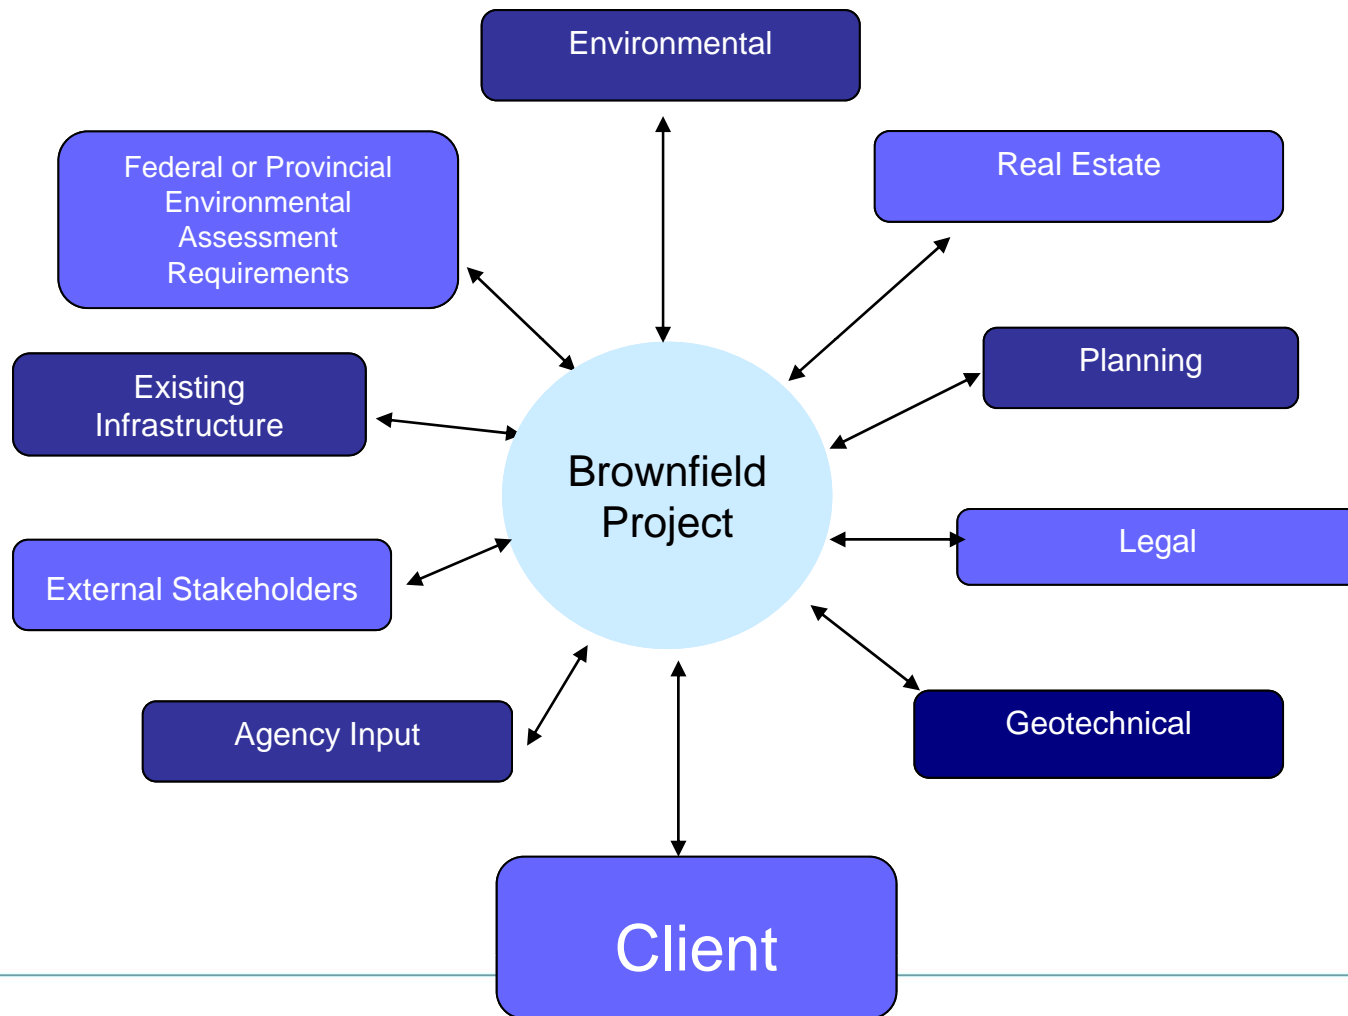 Environmental
Federal or Provincial
Environmental
Assessment
Requirements
Real Estate
Existing
Infrastructure
Planning
Brownfield
Project
Legal
External Stakeholders
Agency Input
Geotechnical
Client